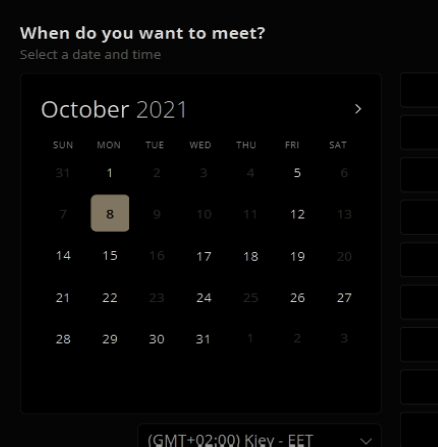 When do you want to meet?
Select a date and time
October 2021
SUN MON TUE WED THU FRI SAT
31 1 2 3 4 5 6
7 8 9 10 11 12 13
14 15 16 17 18 19 20
21 22 23 24 25 26 27
28 29 30 31 1 2 3
(GMT+02:00) Kiev - EET